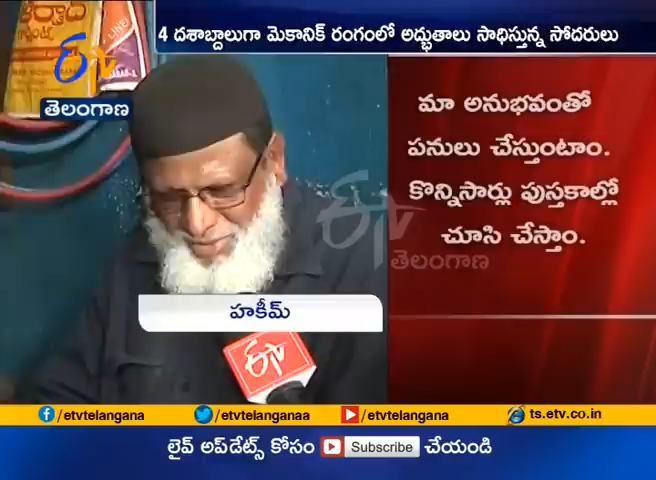 4 దశాబ్దాలుగా మెకానిక్ రంగంలో అద్భుతాలు సాధిస్తున్న సోదరులు
తెలంగాణ
మా అనుభవంతో
పనులు చేస్తుంటాం.
కొన్నిసార్లు పుస్తకాల్లో
చూసి చేస్తాం.
తెలంగాణ
హకీమ్
/etvtelangana
/etvtelanganaa
/etvtelangana
ts.etv.co.in
లైవ్ అప్‌డేట్స్ కోసం Subscribe చేయండి